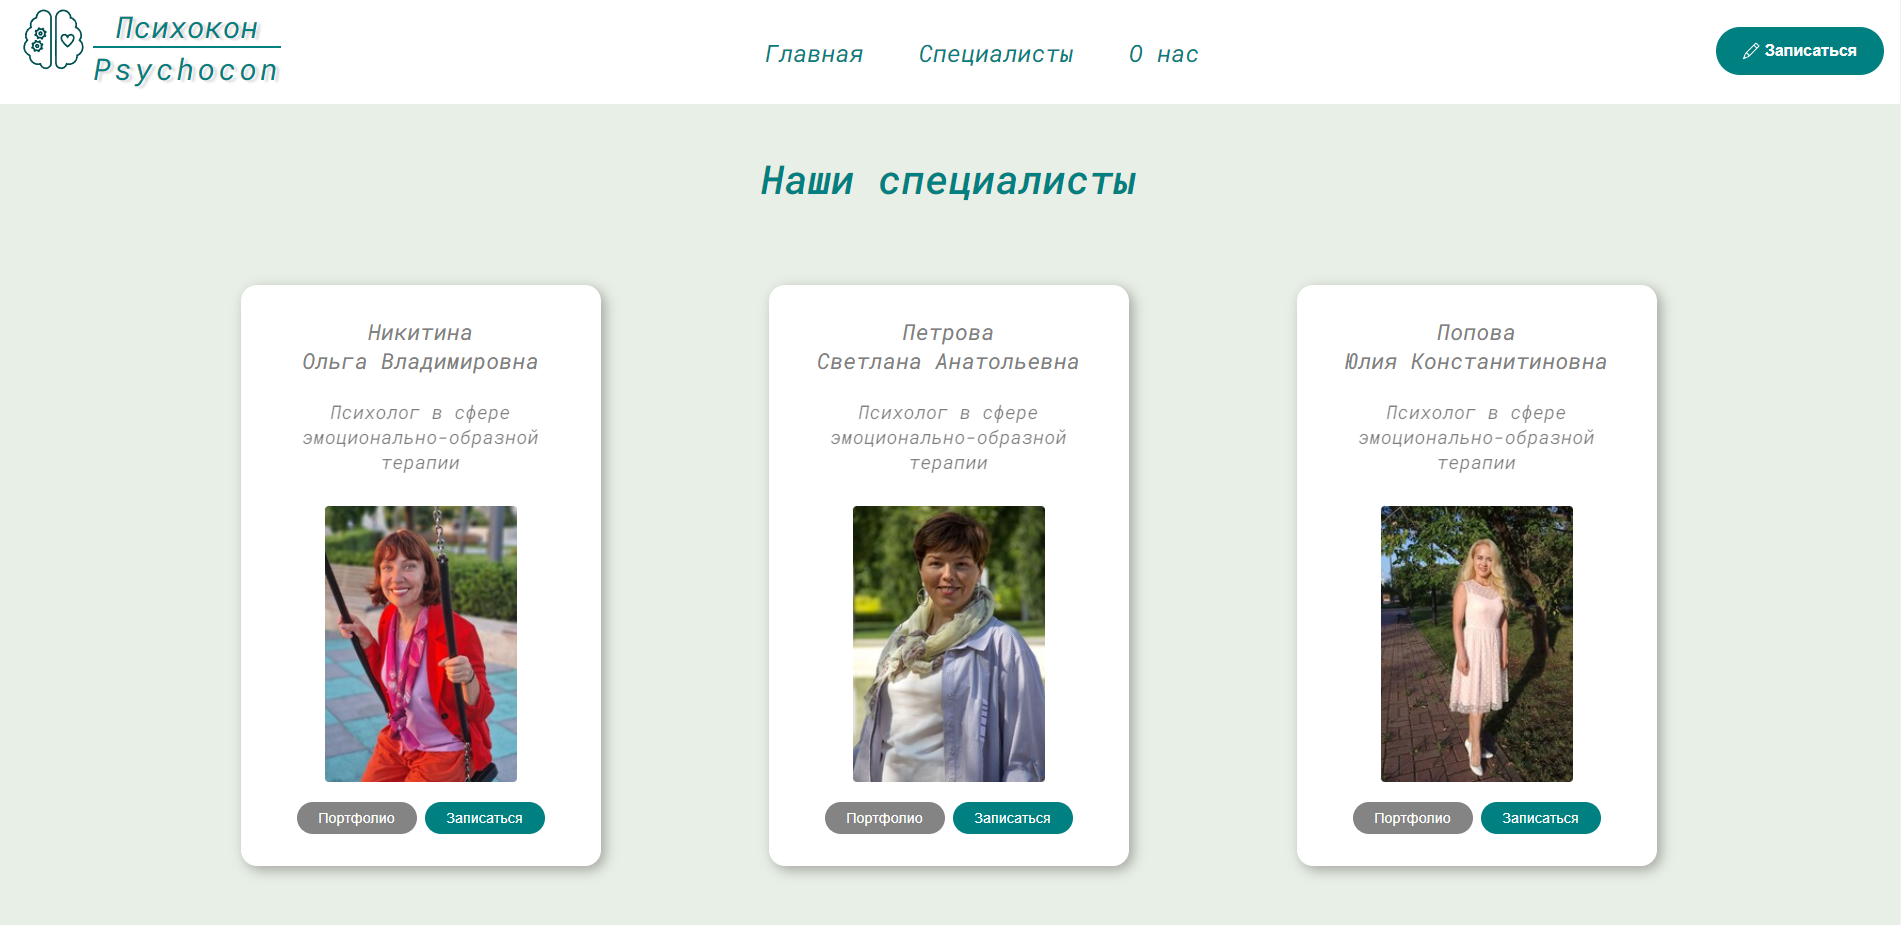 Психокон
Psychocon
Главная
Специалисты
О нас
Записаться
Наши специалисты
Никитина
Ольга Владимировна
Психолог в сфере
эмоционально-образной
терапии
Портфолио
Записаться
Петрова
Светлана Анатольевна
Психолог в сфере
эмоционально-образной
терапии
Портфолио
Записаться
Попова
Юлия Констанитиновна
Психолог в сфере
эмоционально-образной
терапии
Портфолио
Записаться